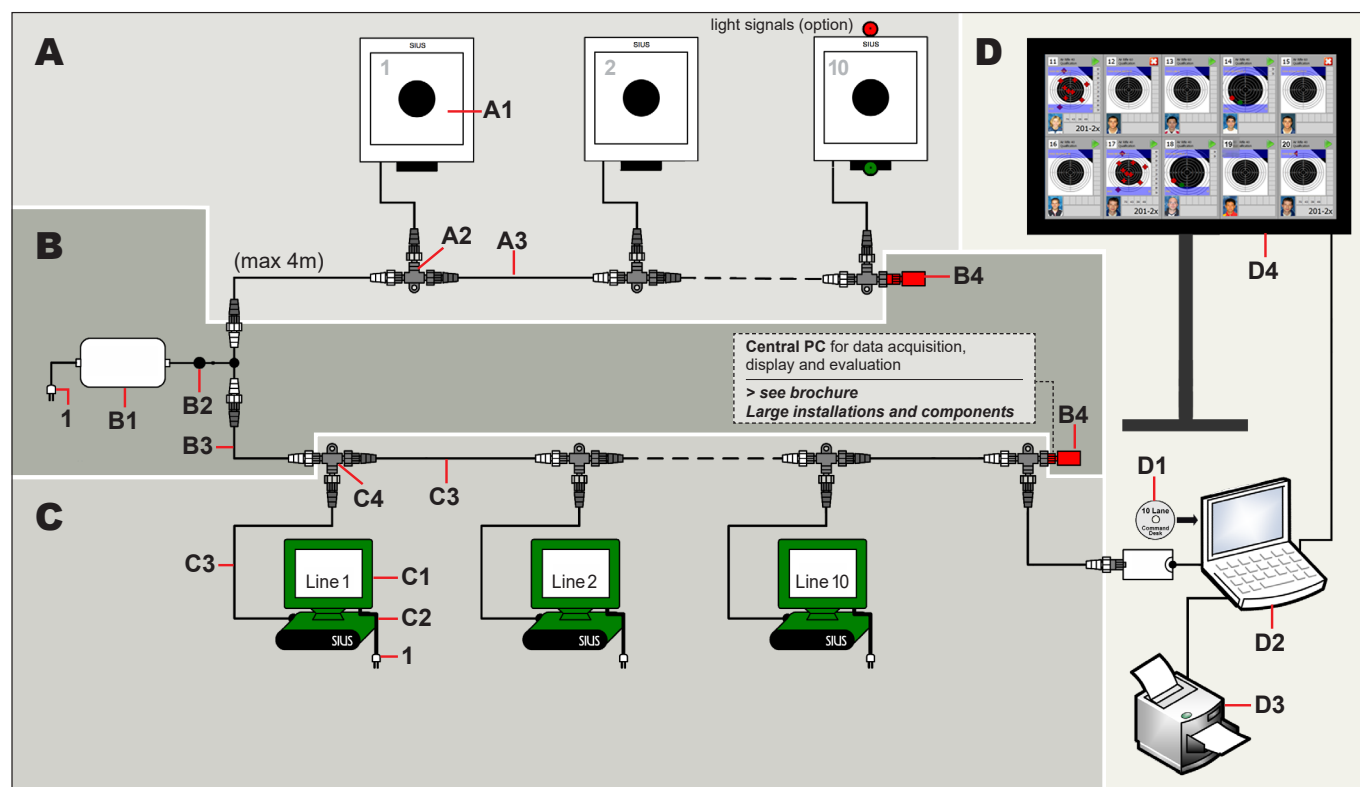 A
light signals (option)
SIUS
SIUS
SIUS
1
2
10
A1
A2
A3
D
11
12
13
14
15
201-2x
16
17
18
19
20
201-2x
201-2x
D4
B
(max 4m)
B4
Central PC for data acquisition,
display and evaluation
> see brochure
Large installations and components
1
B1
B2
B3
B4
C4
C3
D1
10 Lane
Command
Desk
C
C3
Line 1
C1
C2
SIUS
1
Line 2
SIUS
Line 10
SIUS
D2
D3